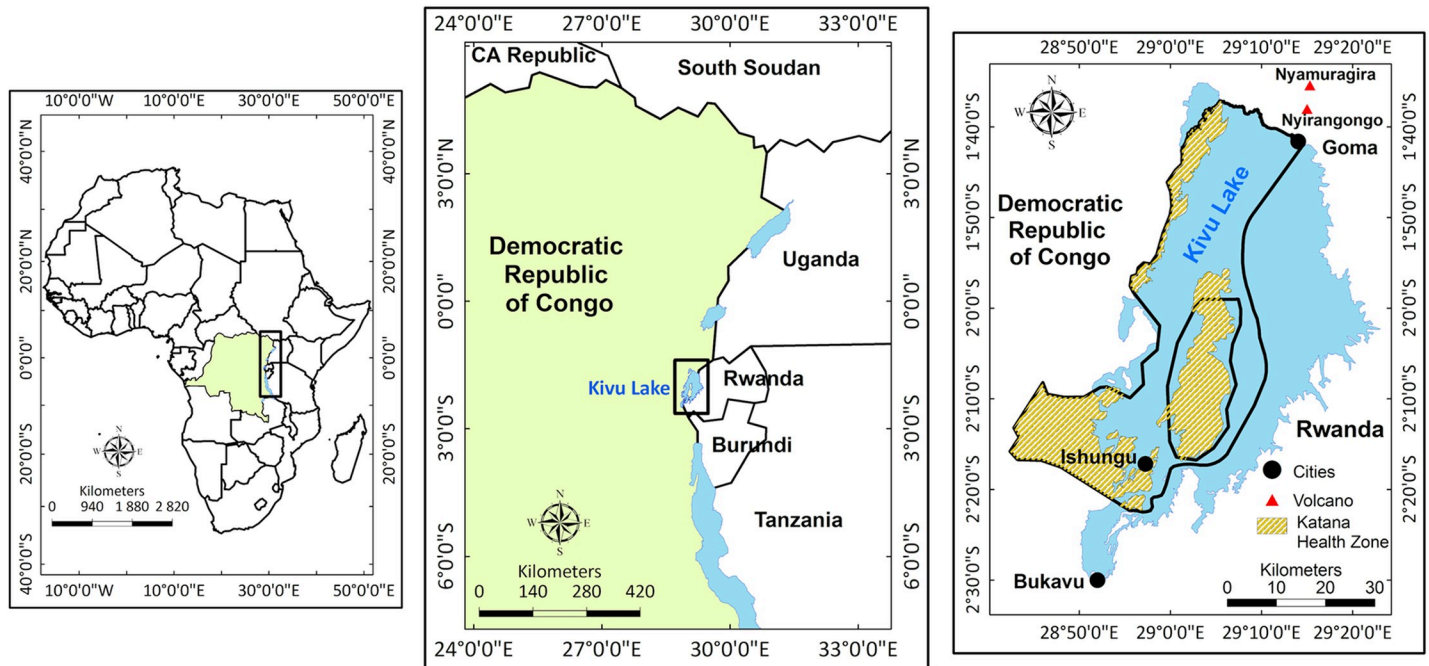 10°0'0"W 10°0'0"E 30°0'0"E 50°0'0"E
40°0'0"N 40°0'0"N
20°0'0"N 20°0'0"N
0°0'0" 0°0'0"
20°0'0"S 20°0'0"S
40°0'0"S 40°0'0"S
N
W E
S
Kilometers
0 940 1 880 2 820
10°0'0"W 10°0'0"E 30°0'0"E 50°0'0"E
24°0'0"E 27°0'0"E 30°0'0"E 33°0'0"E
CA Republic
South Soudan
3°0'0"N 3°0'0"N
Democratic
Republic
of Congo
Uganda
0°0'0" 0°0'0"
Kivu Lake
Rwanda
3°0'0"S 3°0'0"S
Burundi
N
W E
S
Tanzania
6°0'0"S 6°0'0"S
Kilometers
0 140 280 420
24°0'0"E 27°0'0"E 30°0'0"E 33°0'0"E
28°50'0"E 29°0'0"E 29°10'0"E 29°20'0"E
Nyamuragira
N
W E
S
Nyirangongo
1°40'0"S 1°40'0"S
Goma
Kivu Lake
Democratic
Republic
of Congo
1°50'0"S 1°50'0"S
2°0'0"S 2°0'0"S
2°10'0"S 2°10'0"S
Rwanda
Ishungu
Cities
2°20'0"S 2°20'0"S
Volcano
Katana
Health Zone
Bukavu
Kilometers
0 10 20 30
2°30'0"S 2°30'0"S
28°50'0"E 29°0'0"E 29°10'0"E 29°20'0"E